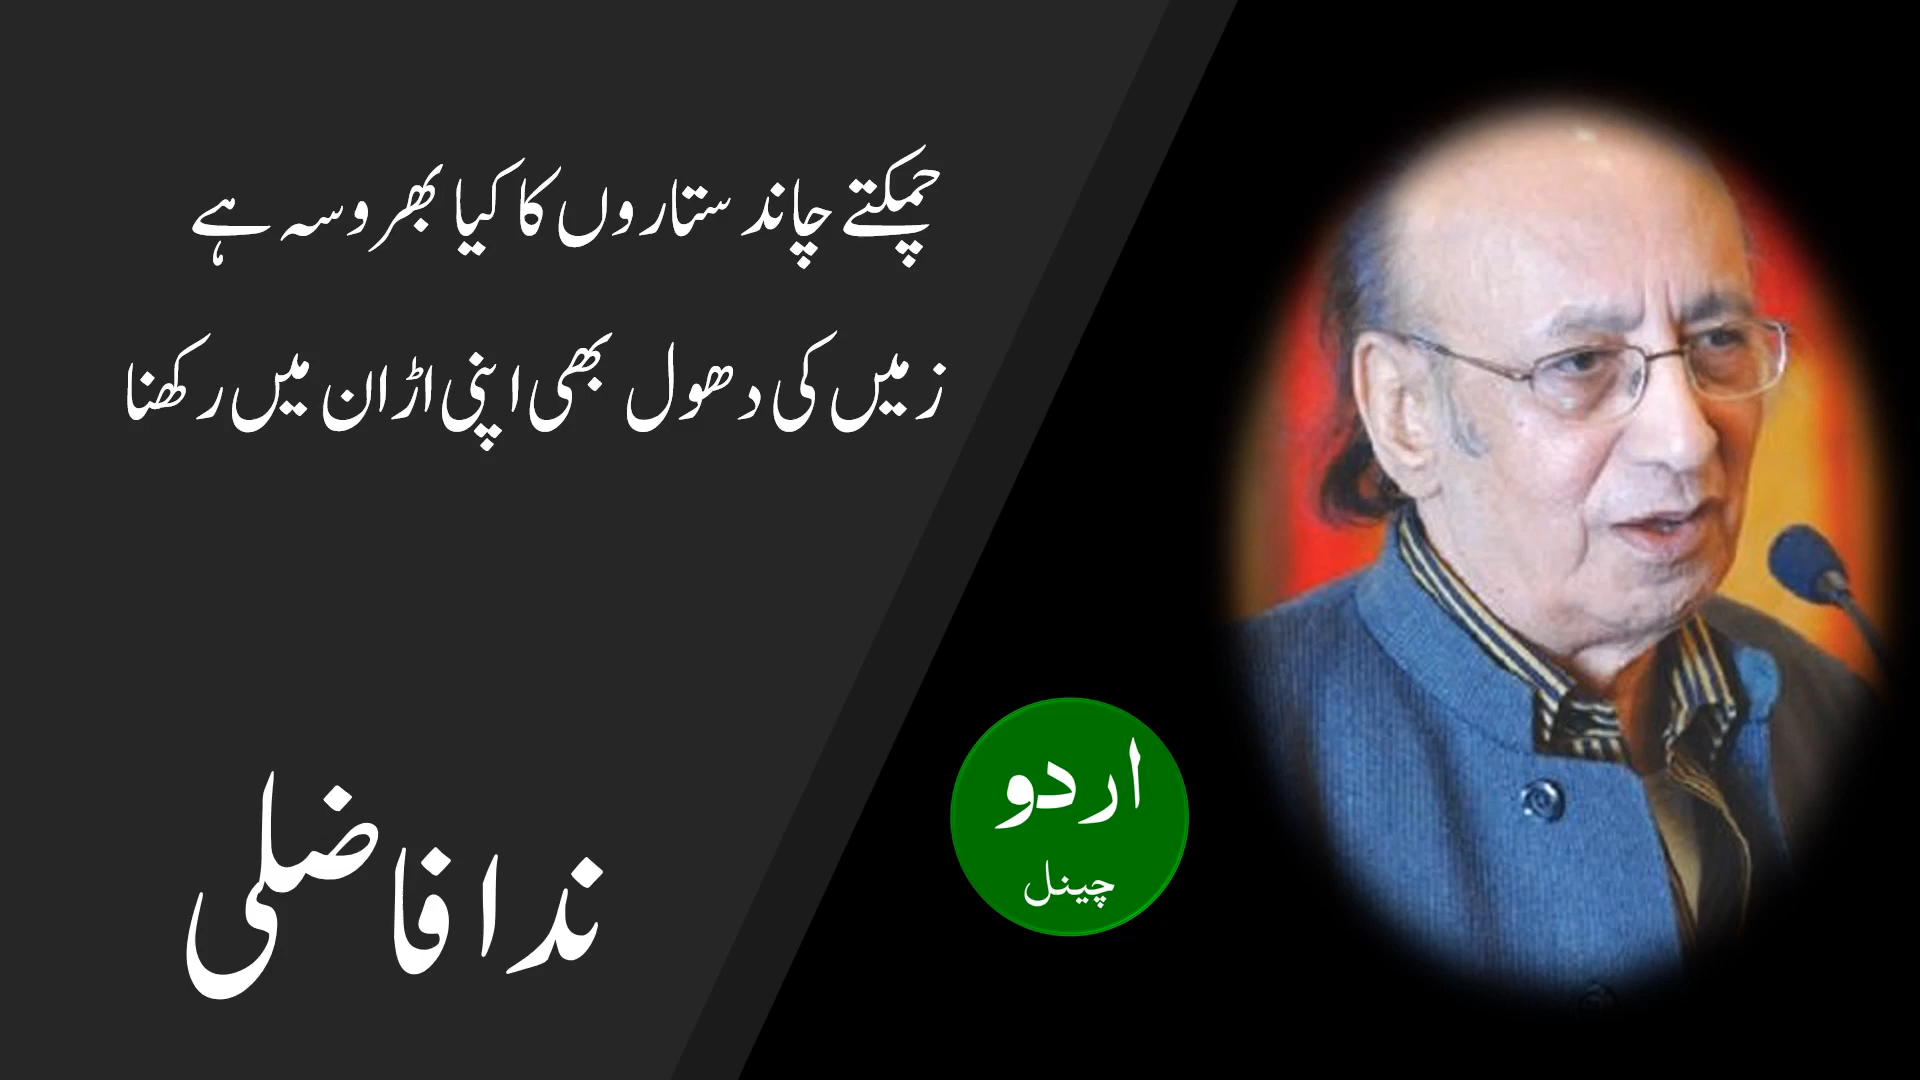 چمکتے چاند ستاروں کا کیا بھروسہ ہے
زمیں کی دھول بھی اپنی اڑان میں رکھنا
ندا فاضلی
اردو
چینل